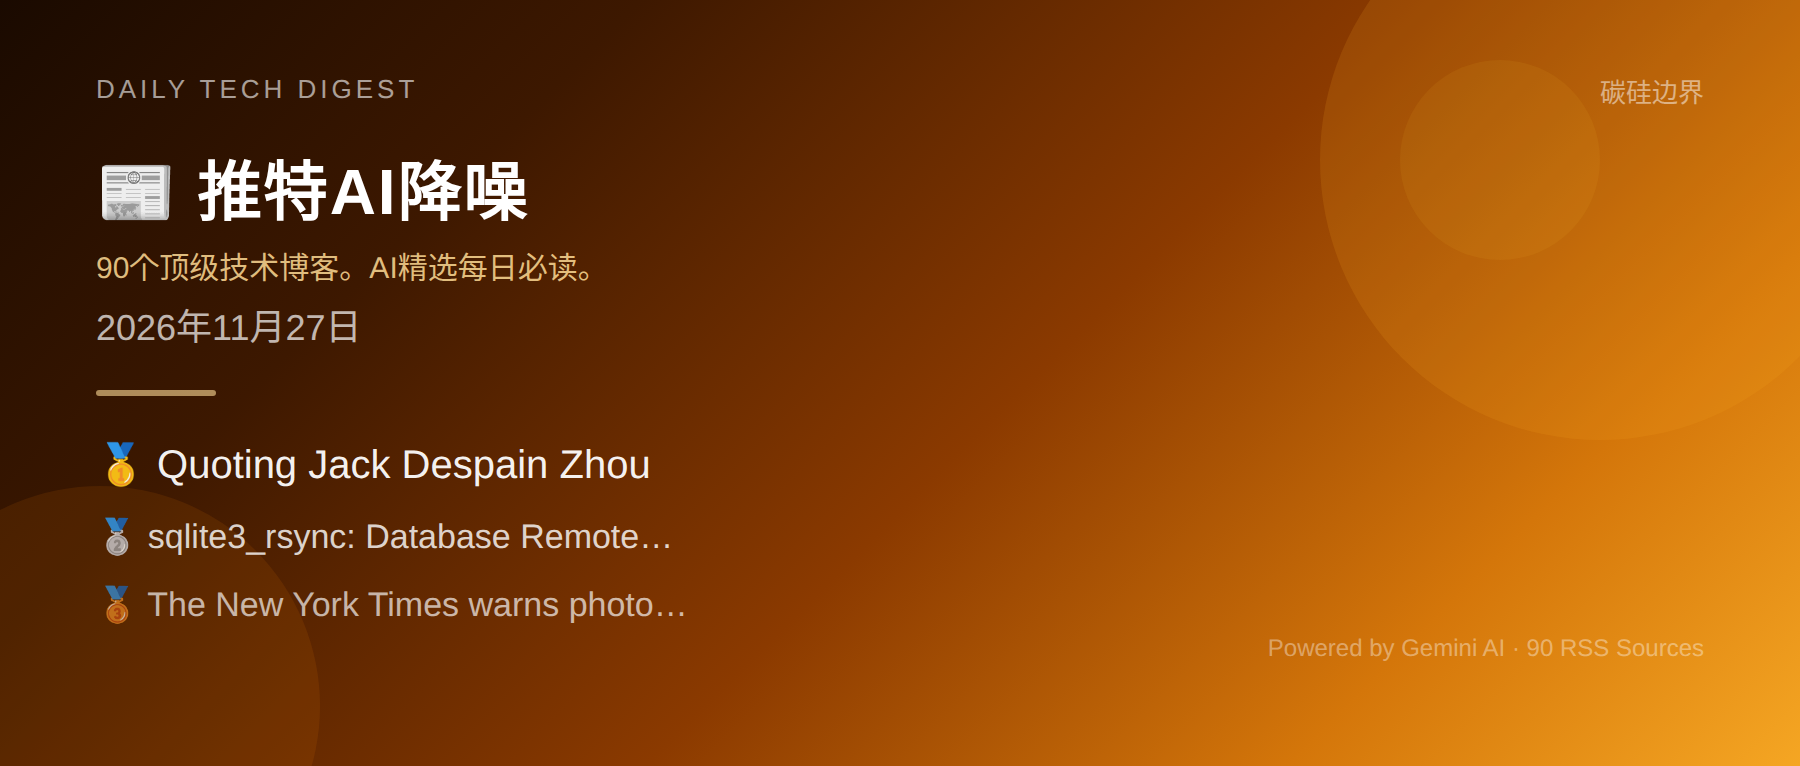 DAILY TECH DIGEST
碳硅边界
📰 推特AI降噪
90个顶级技术博客。AI精选每日必读。
2026年11月27日
🥇 Quoting Jack Despain Zhou
🥈 sqlite3_rsync: Database Remote…
🥉 The New York Times warns photo…
Powered by Gemini AI · 90 RSS Sources